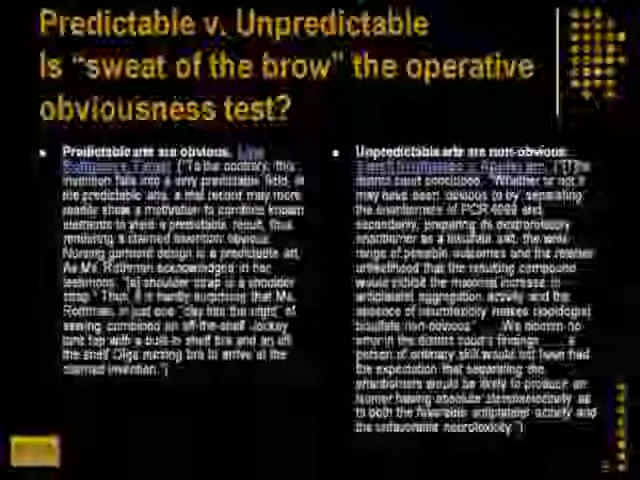 Predictable v. Unpredictable
Is “sweat of the brow” the operative
obviousness test?
Predictable arts are obvious.
("To the contrary, this
invention falls into a very predictable field. In
the predictable arts, a trial record may more
readily show a motivation to combine known
elements to yield a predictable result, thus
rendering a claimed invention obvious.
Nursing garment design is a predictable art.
As Ms. Rothman acknowledged in her
testimony, "[a] shoulder strap is a shoulder
strap." Thus, it is hardly surprising that Ms.
Rothman, in just one "day into the night" of
sewing combined an off-the-shelf Jockey
tank top with a built-in shelf bra and an off
the shelf Olga nursing bra to arrive at the
claimed invention.")
Unpredictable arts are non-obvious.
the
district court concluded, "Whether or not it
may have been 'obvious to try' separating
the enantiomers of PCR 4099 and
secondarily, preparing its dextrorotatory
enantiomer as a bisulfate salt, the wide
range of possible outcomes and the relative
unlikelihood that the resulting compound
would exhibit the maximal increase in
antiplatelet aggregation activity and the
absence of neurotoxicity makes clopidogrel
bisulfate non-obvious" We discern no
error in the district court's findings a
person of ordinary skill would not have had
the expectation that separating the
enantiomers would be likely to produce an
isomer having absolute stereoselectivity as
to both the favorable antiplatelet activity and
the unfavorable neurotoxicity.")